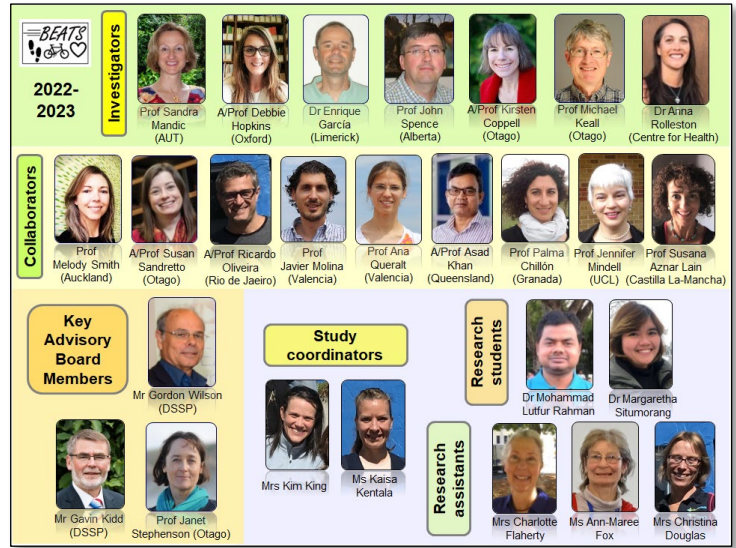 BEATS
2022-
2023
Investigators
Prof Sandra
Mandic
(AUT)
A/Prof Debbie
Hopkins
(Oxford)
Dr Enrique
García
(Limerick)
Prof John
Spence
(Alberta)
A/Prof Kirsten
Coppell
(Otago)
Prof Michael
Keall
(Otago)
Dr Anna
Rolleston
(Centre for Health)
Collaborators
Prof
Melody Smith
(Auckland)
A/Prof Susan
Sandretto
(Otago)
A/Prof Ricardo
Oliveira
(Rio de Jaeiro)
Prof
Javier Molina
(Valencia)
Prof Ana
Queralt
(Valencia)
A/Prof Asad
Khan
(Queensland)
Prof Palma
Chillón
(Granada)
Prof Jennifer
Mindell
(UCL)
Prof Susana
Aznar Lain
(Castilla La-Mancha)
Key
Advisory
Board
Members
Mr Gordon Wilson
(DSSP)
Mr Gavin Kidd
(DSSP)
Prof Janet
Stephenson (Otago)
Study
coordinators
Mrs Kim King
Ms Kaisa
Kentala
Research
students
Dr Mohammad
Lutfur Rahman
Dr Margaretha
Situmorang
Research
assistants
Mrs Charlotte
Flaherty
Ms Ann-Maree
Fox
Mrs Christina
Douglas